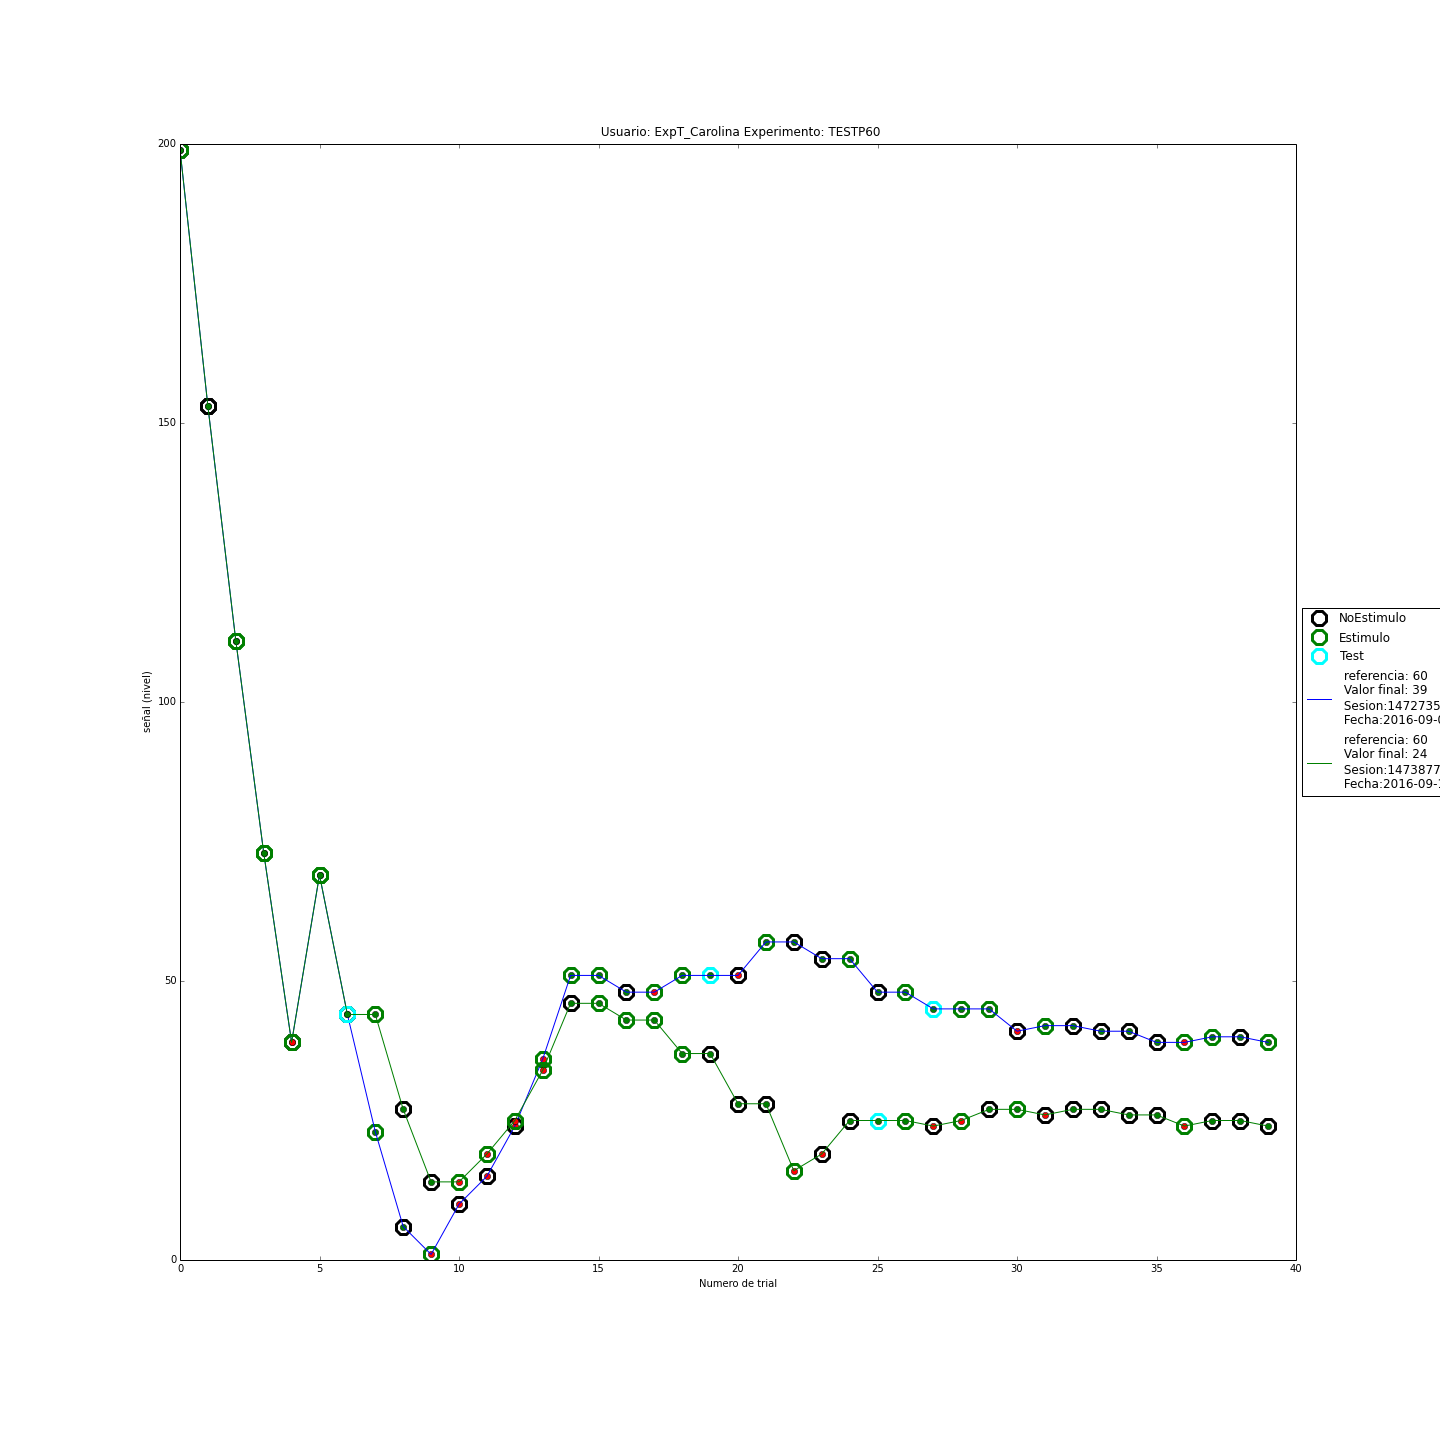 Usuario: ExpT_Carolina Experimento: TESTP60
200
150
100
50
0
señal (nivel)
0 5 10 15 20 25 30 35 40
Numero de trial
NoEstimulo
Estimulo
Test
referencia: 60
Valor final: 39
Sesion:1472735
Fecha:2016-09-0
referencia: 60
Valor final: 24
Sesion:1473877
Fecha:2016-09-